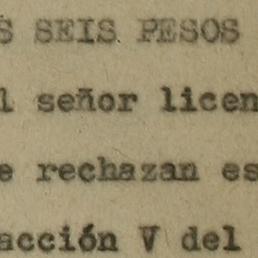 S SEIS PESOS
l señor licen
e rechazan es
acción V del